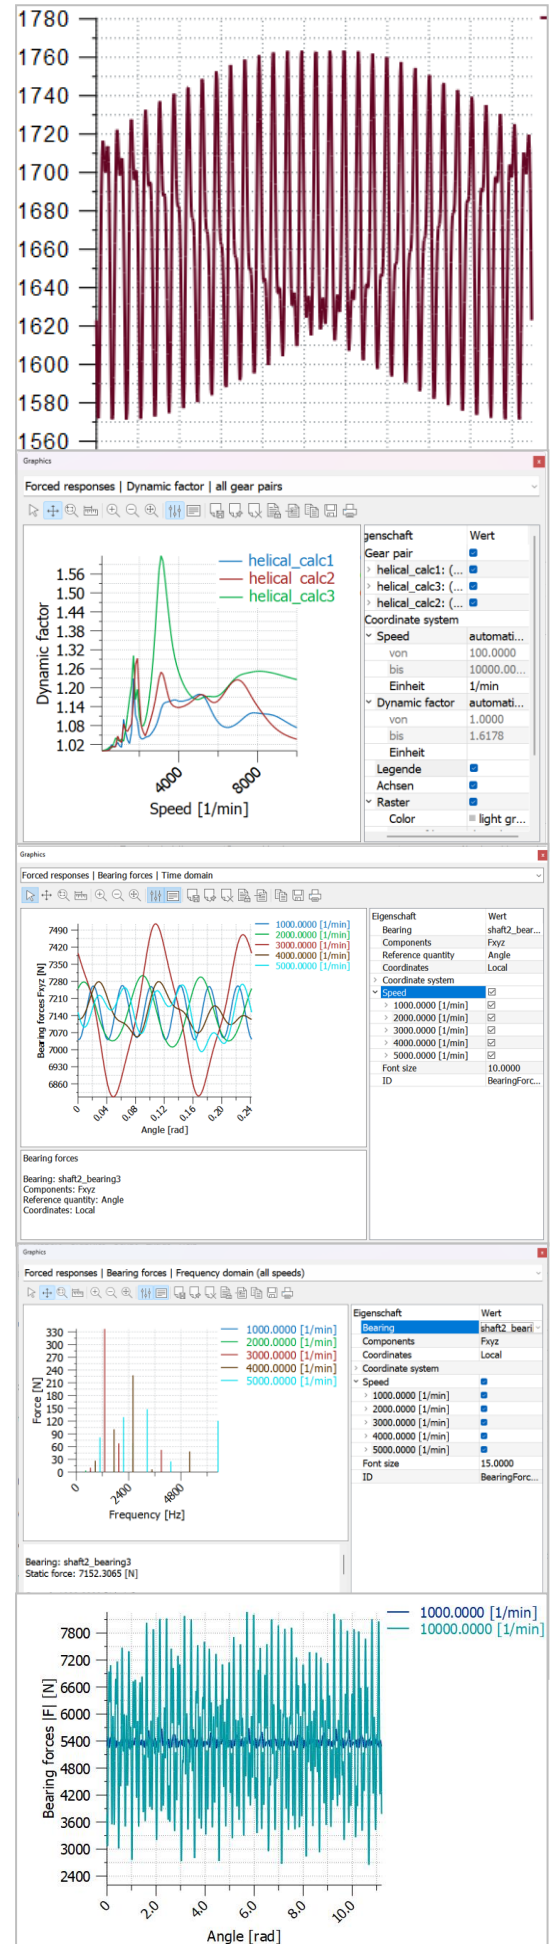 1780
1760
1740
1720
1700
1680
1660
1640
1620
1600
1580
1560
Graphics
Forced responses | Dynamic factor | all gear pairs
1.56
1.50
1.44
1.38
1.32
1.26
1.20
1.14
1.08
1.02
Dynamic factor
4000
8000
Speed [1/min]
helical_calc1
helical_calc2
helical_calc3
genschaft Wert
Gear pair
helical_calc1: (...
helical_calc3: (...
helical_calc2: (...
Coordinate system
Speed automati...
von 100.0000
bis 10000.00...
Einheit 1/min
Dynamic factor automati...
von 1.0000
bis 1.6178
Einheit
Legende
Achsen
Raster
Color light gr...
Graphics
Forced responses | Bearing forces | Time domain
7490
7420
7350
7280
7210
7140
7070
7000
6930
6860
Bearing forces Fxyz [N]
0
0.04
0.08
0.12
0.16
0.20
0.24
Angle [rad]
1000.0000 [1/min]
2000.0000 [1/min]
3000.0000 [1/min]
4000.0000 [1/min]
5000.0000 [1/min]
Eigenschaft Wert
Bearing shaft2_bear...
Components Fxyz
Reference quantity Angle
Coordinates Local
Coordinate system
Speed
1000.0000 [1/min]
2000.0000 [1/min]
3000.0000 [1/min]
4000.0000 [1/min]
5000.0000 [1/min]
Font size 10.0000
ID BearingForc...
Bearing forces
Bearing: shaft2_bearing3
Components: Fxyz
Reference quantity: Angle
Coordinates: Local
Graphics
Forced responses | Bearing forces | Frequency domain (all speeds)
330
300
270
240
210
180
150
120
90
60
30
0
Force [N]
0
2400
4800
Frequency [Hz]
1000.0000 [1/min]
2000.0000 [1/min]
3000.0000 [1/min]
4000.0000 [1/min]
5000.0000 [1/min]
Eigenschaft Wert
Bearing shaft2_beari
Components Fxyz
Coordinates Local
Coordinate system
Speed
1000.0000 [1/min]
2000.0000 [1/min]
3000.0000 [1/min]
4000.0000 [1/min]
5000.0000 [1/min]
Font size 15.0000
ID BearingForc...
Bearing: shaft2_bearing3
Static force: 7152.3065 [N]
7800
7200
6600
6000
5400
4800
4200
3600
3000
2400
Bearing forces |F| [N]
0
2.0
4.0
6.0
8.0
10.0
Angle [rad]
1000.0000 [1/min]
10000.0000 [1/min]